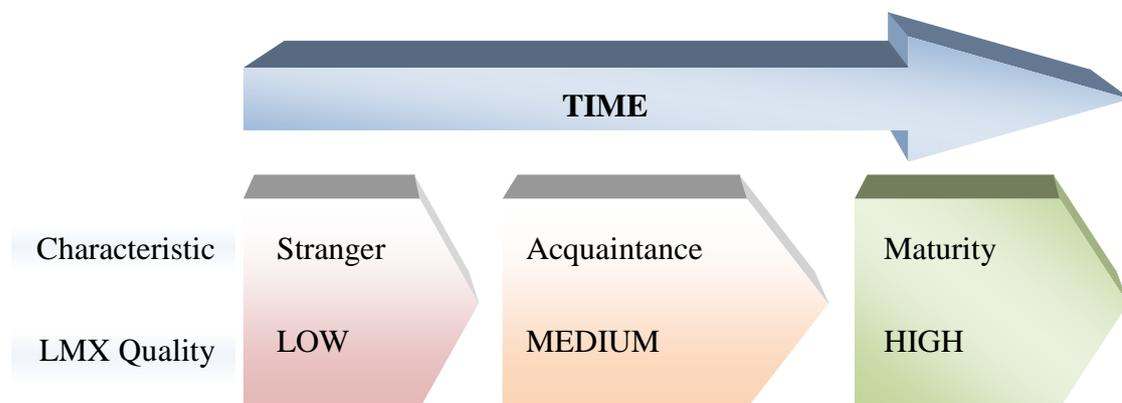 TIME
Characteristic Stranger Acquaintance Maturity
LMX Quality LOW MEDIUM HIGH